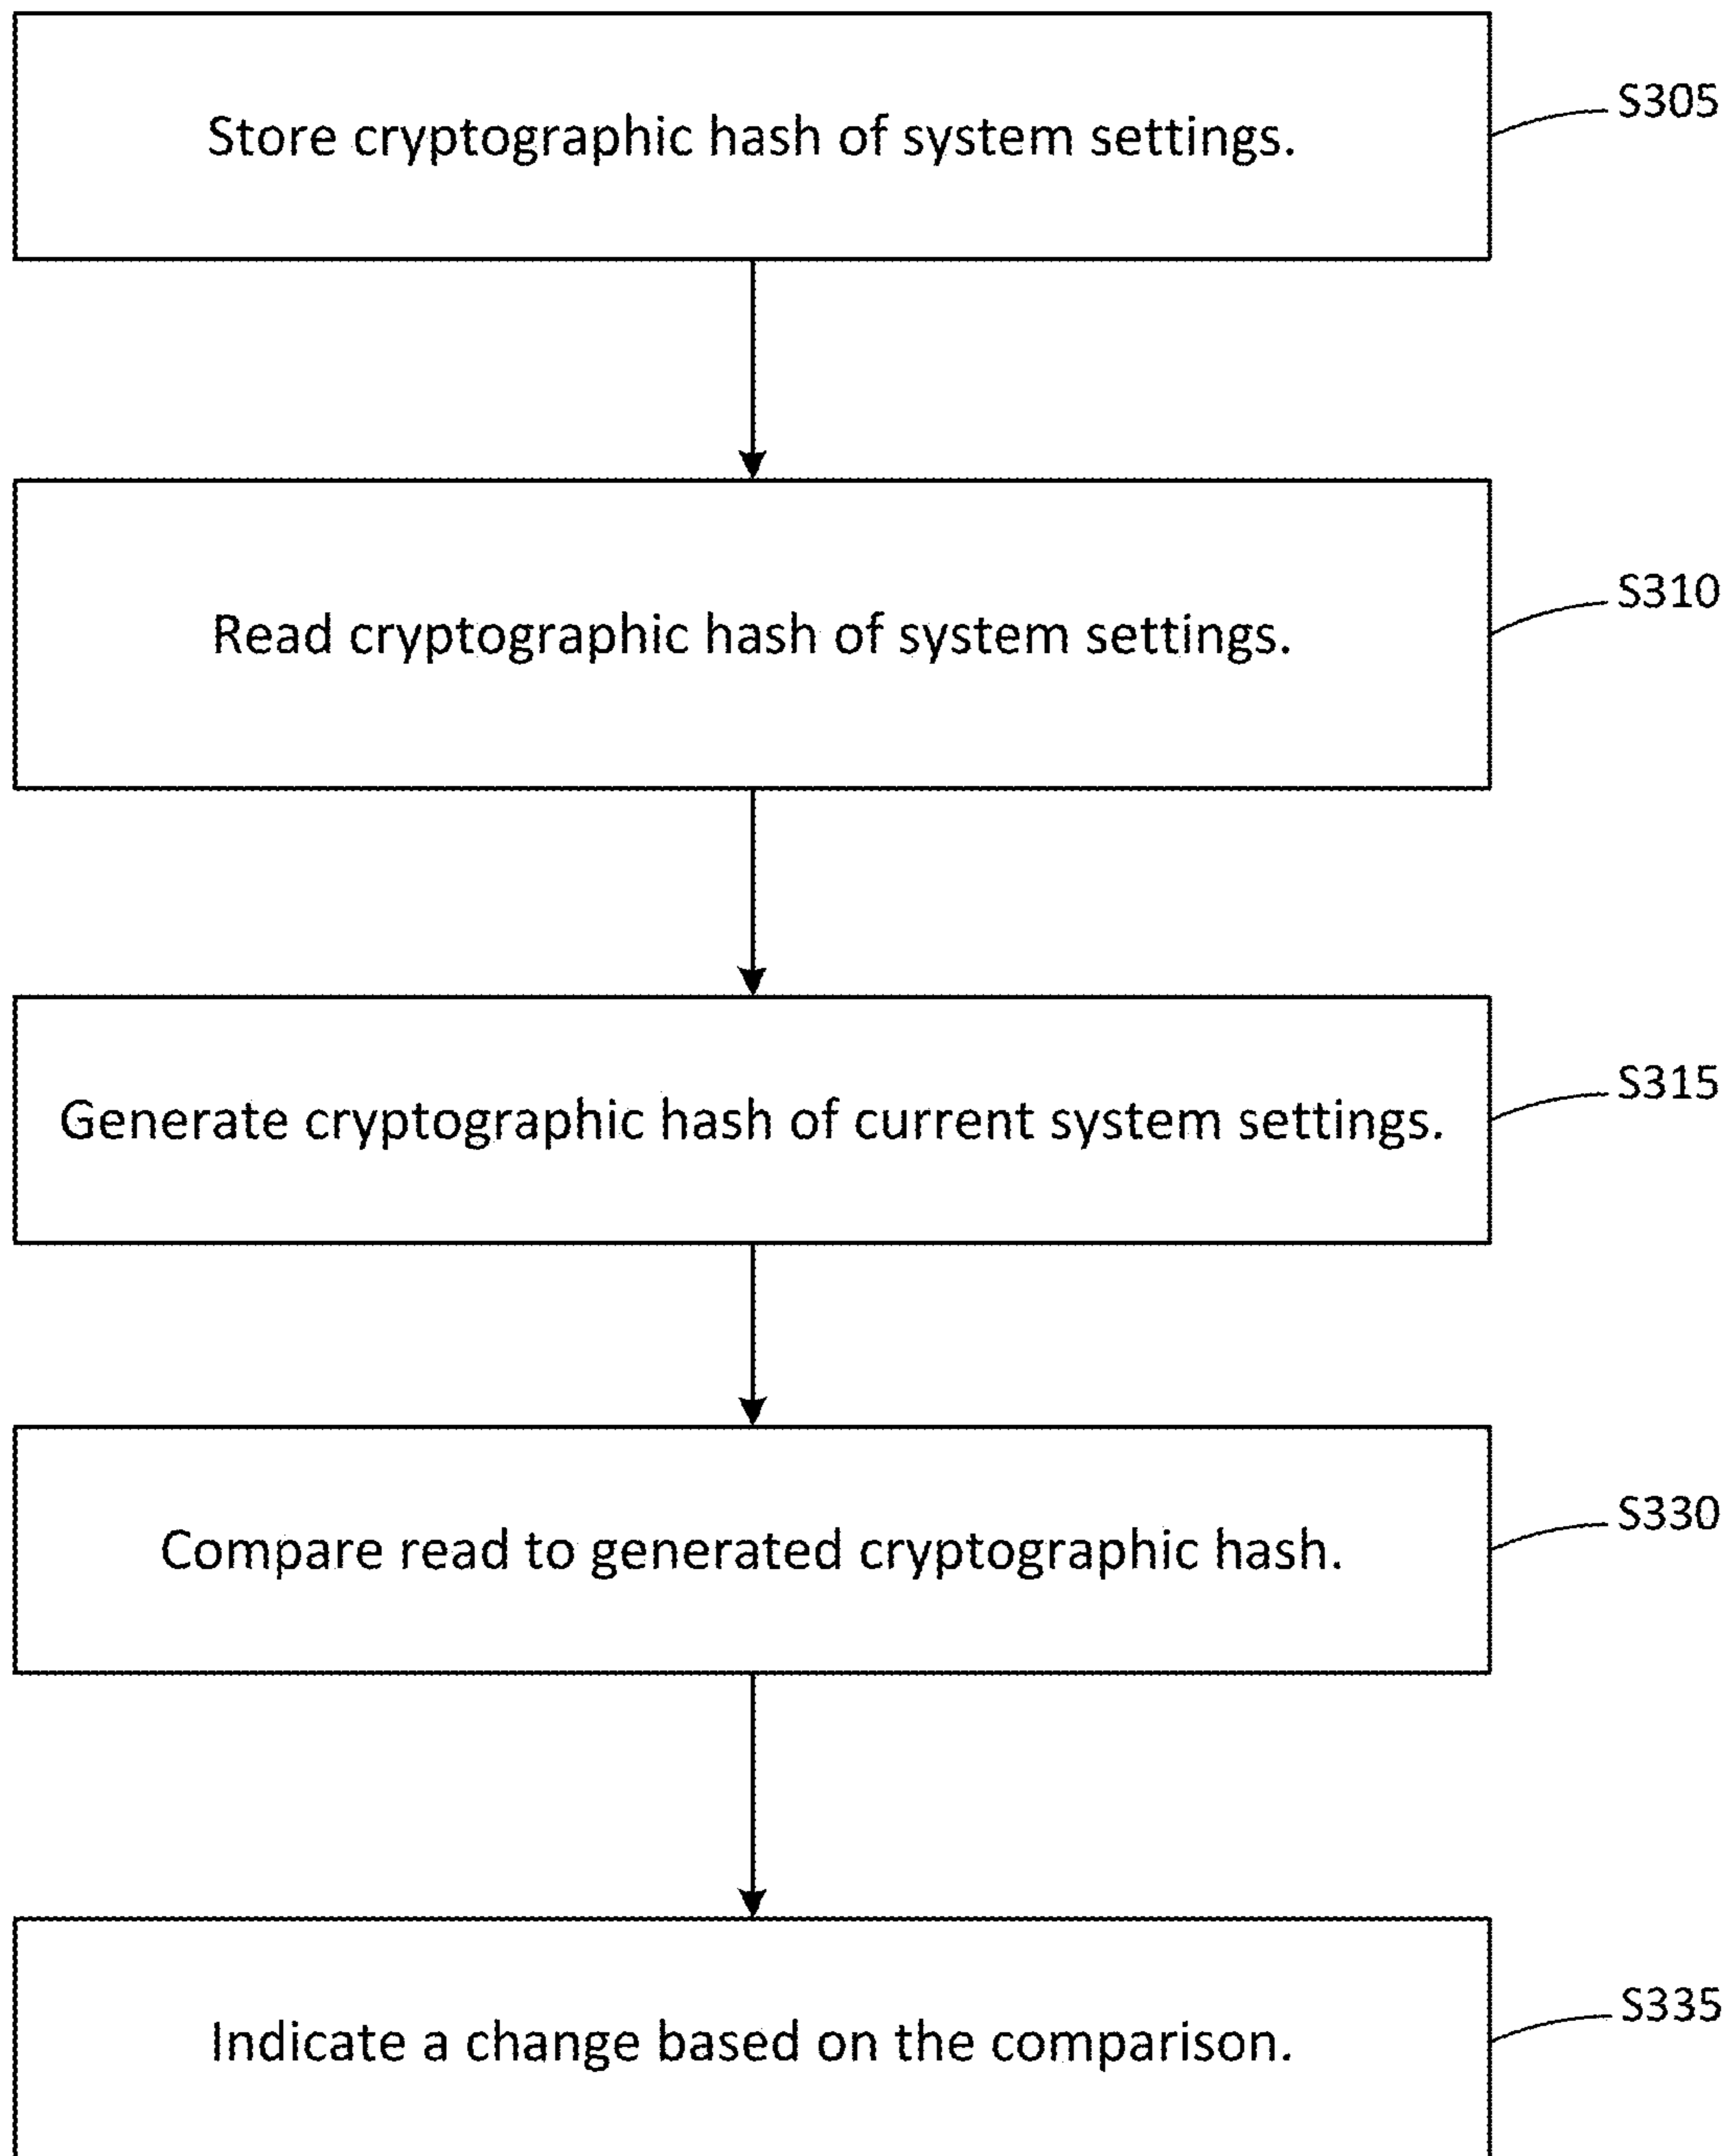 Store cryptographic hash of system settings.
S305
Read cryptographic hash of system settings.
S310
Generate cryptographic hash of current system settings.
S315
Compare read to generated cryptographic hash.
S330
Indicate a change based on the comparison.
S335